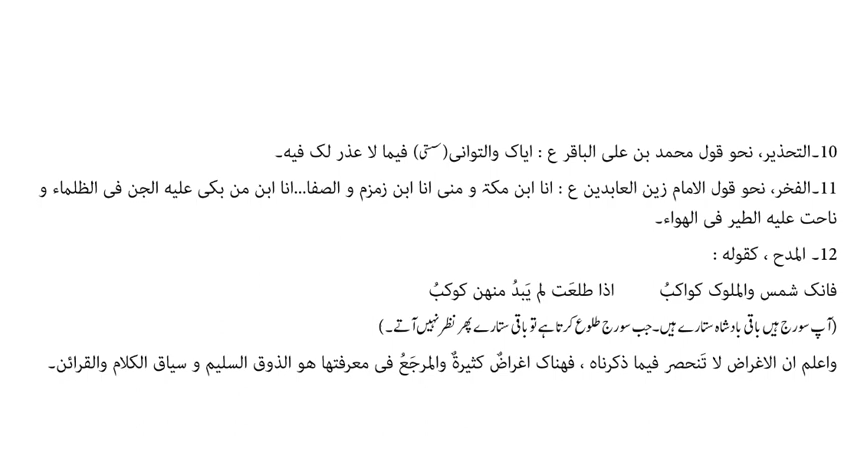 10۔التحذیر، نحو قول محمد بن علی الباقر ع : ایاک والتوانی(سستی) فیما لا عذر لک فیه۔
11۔الفخر، نحو قول الامام زین العابدین ع : انا ابن مکۃ و منی انا ابن زمزم و الصفا...انا ابن من بکی علیه الجن فی الظلماء و
ناحت علیه الطیر فی الهواء۔
12۔ المدح ، کقوله :
فانک شمس والملوک کواکبُ اذا طلعَت لم یَبدُ منهن کوکبُ
(آپ سورج ہیں باقی بادشاہ ستارے ہیں۔جب سورج طلوع کرتا ہے تو باقی ستارے پھر نظر نہیں آتے۔)
واعلم ان الاغراض لا تَنحصر فیما ذکرناه ، فهناک اغراضٌ کثیرةٌ والمرجَعُ فی معرفتها هو الذوق السلیم و سیاق الکلام والقرائن۔